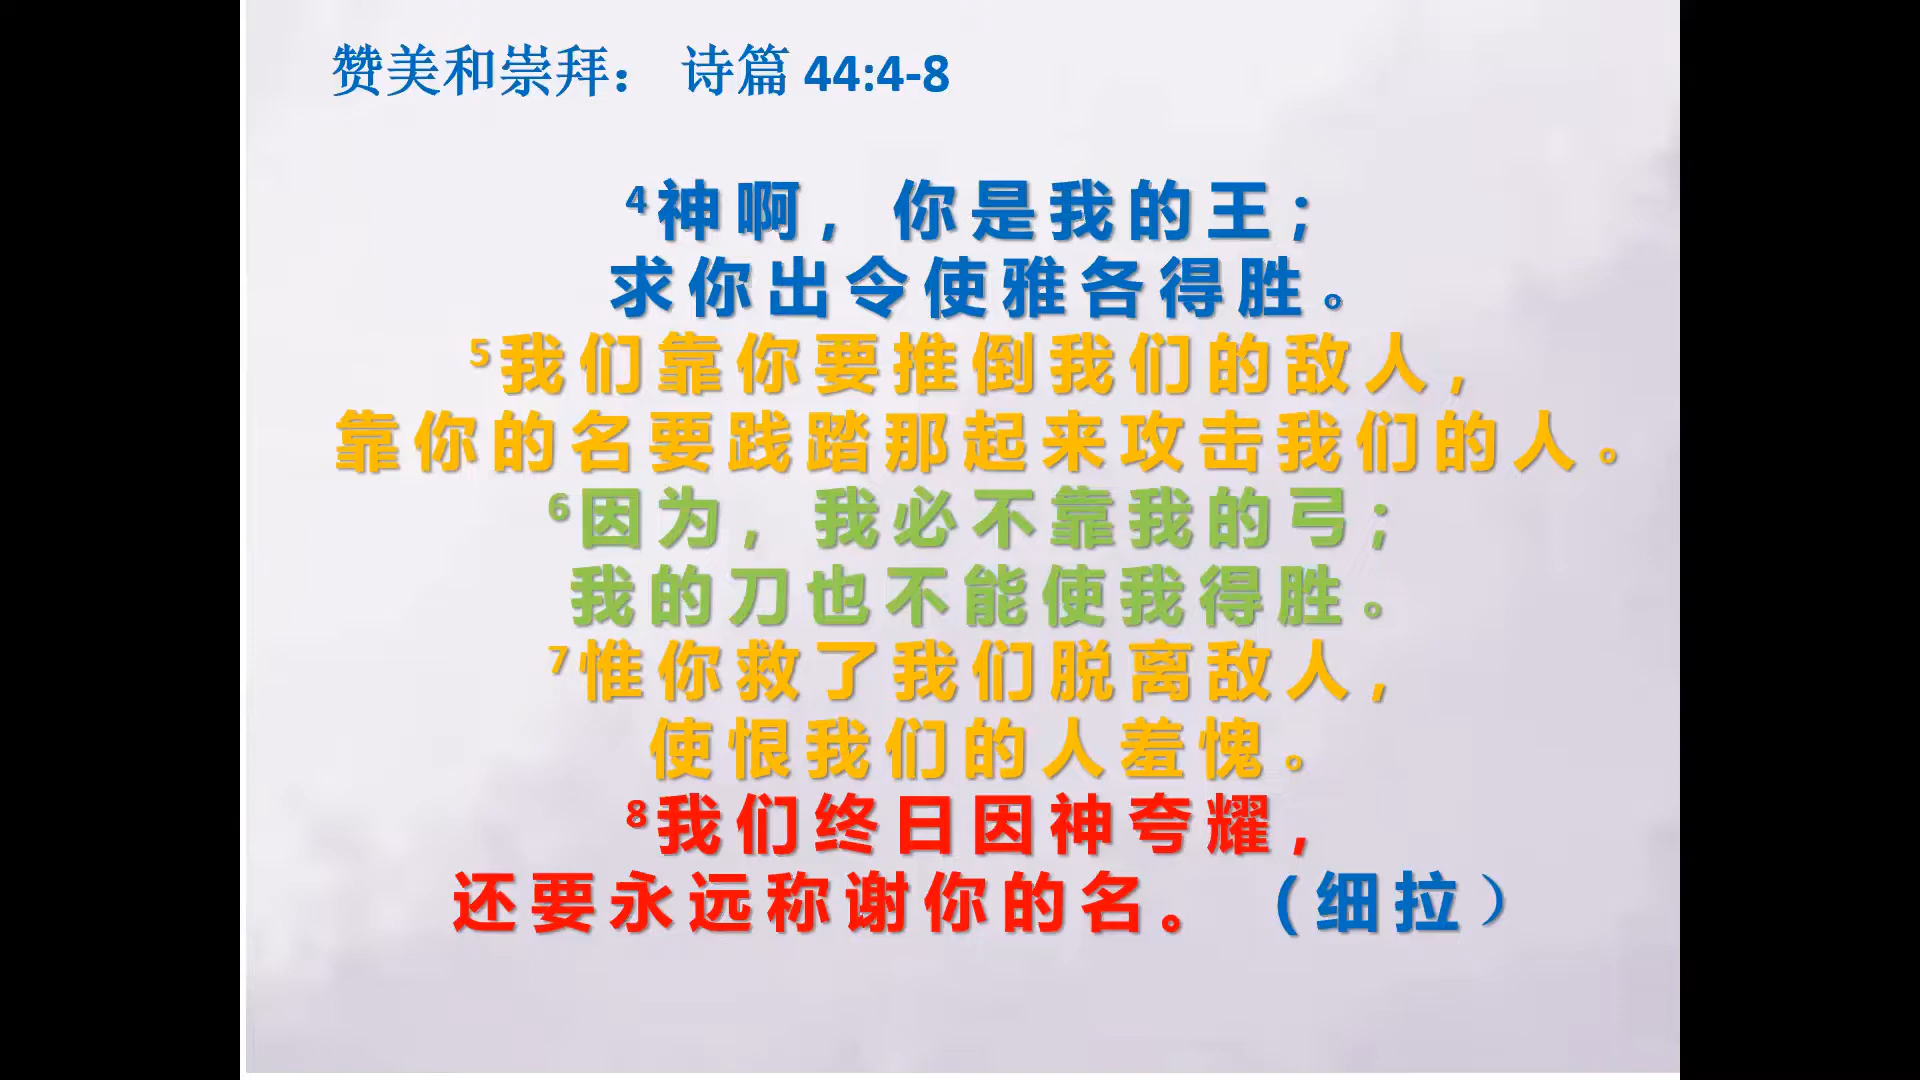 赞美和崇拜： 诗篇 44:4-8
4神啊，你是我的王；
求你出令使雅各得胜。
5我们靠你要推倒我们的敌人，
靠你的名要践踏那起来攻击我们的人。
6因为，我必不靠我的弓；
我的刀也不能使我得胜。
7惟你救了我们脱离敌人，
使恨我们的人羞愧。
8我们终日因神夸耀，
还要永远称谢你的名。（细拉）